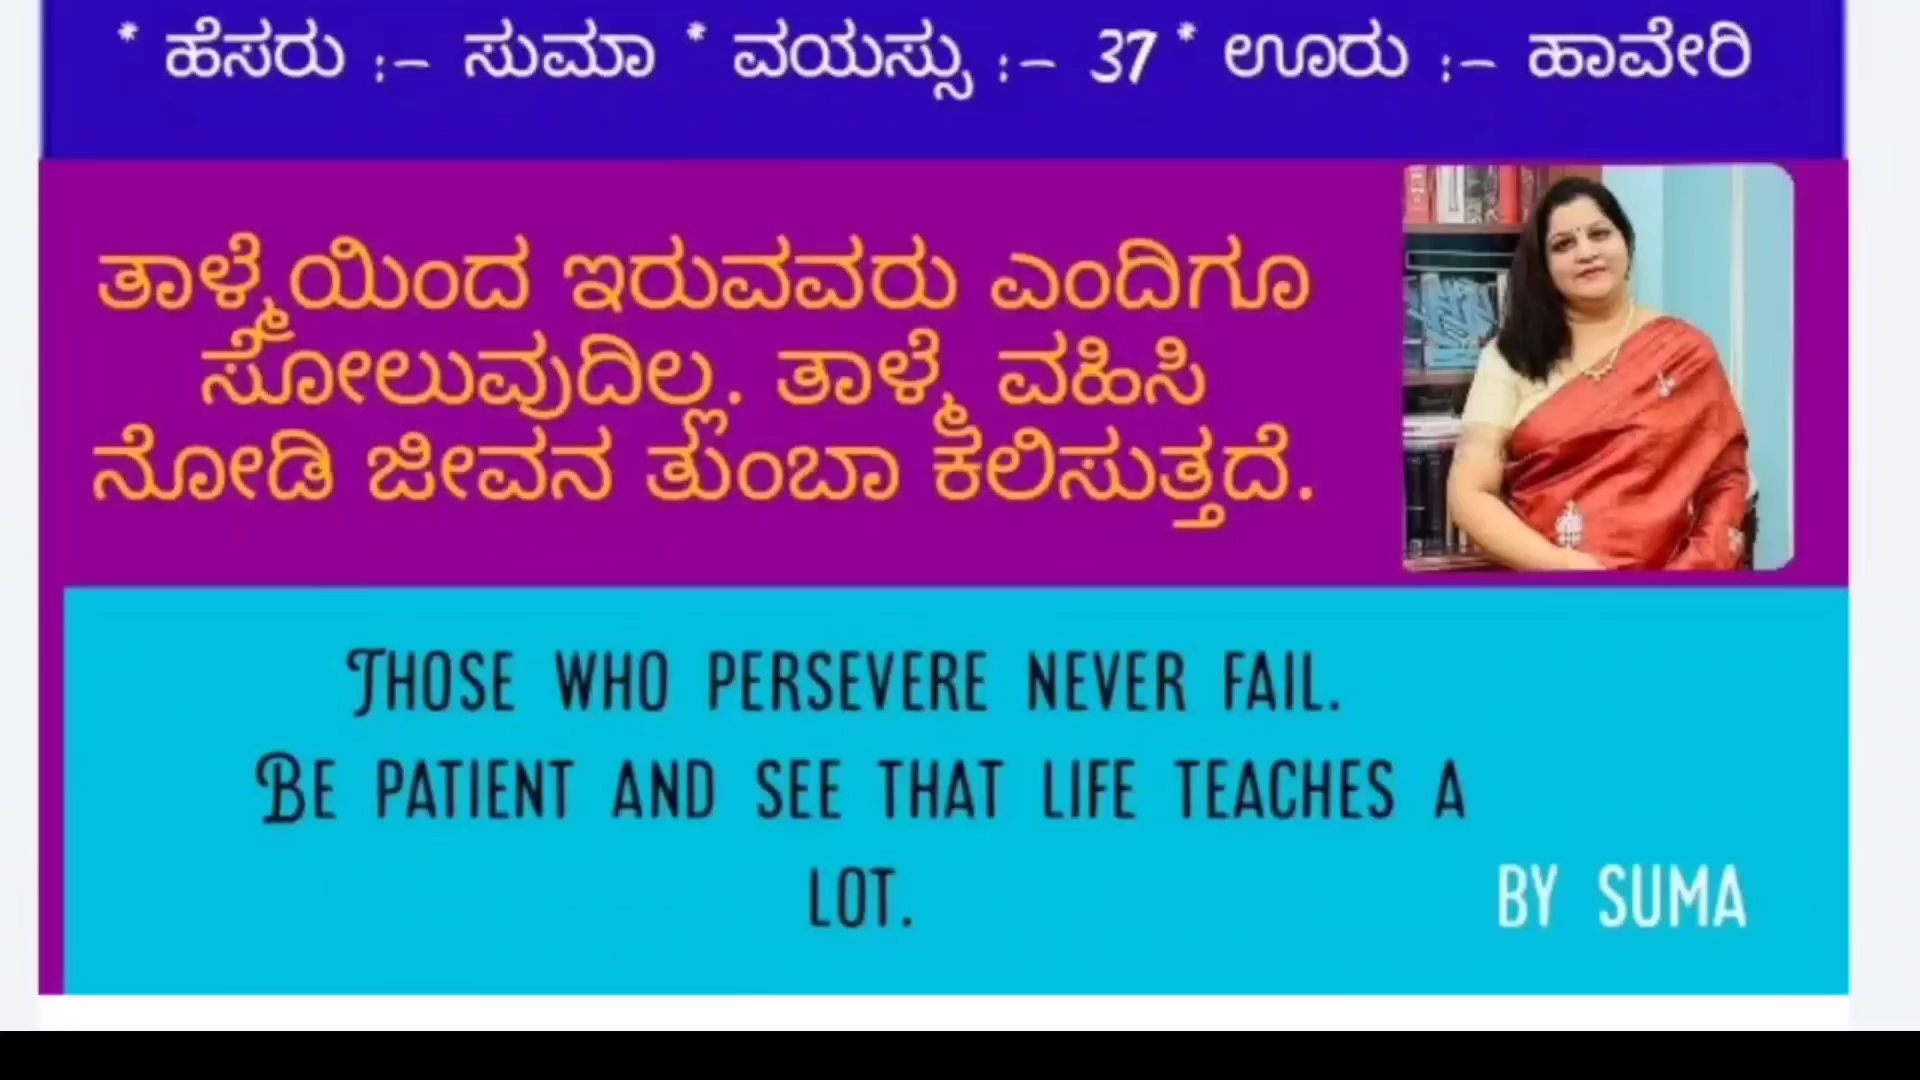 * ಹೆಸರು :- ಸುಮಾ * ವಯಸ್ಸು :- 37 * ಊರು :- ಹಾವೇರಿ
ತಾಳ್ಮೆಯಿಂದ ಇರುವವರು ಎಂದಿಗೂ
ಸೋಲುವುದಿಲ್ಲ. ತಾಳ್ಮೆ ವಹಿಸಿ
ನೋಡಿ ಜೀವನ ತುಂಬಾ ಕಲಿಸುತ್ತದೆ.
THOSE WHO PERSEVERE NEVER FAIL.
BE PATIENT AND SEE THAT LIFE TEACHES A
LOT.
BY SUMA